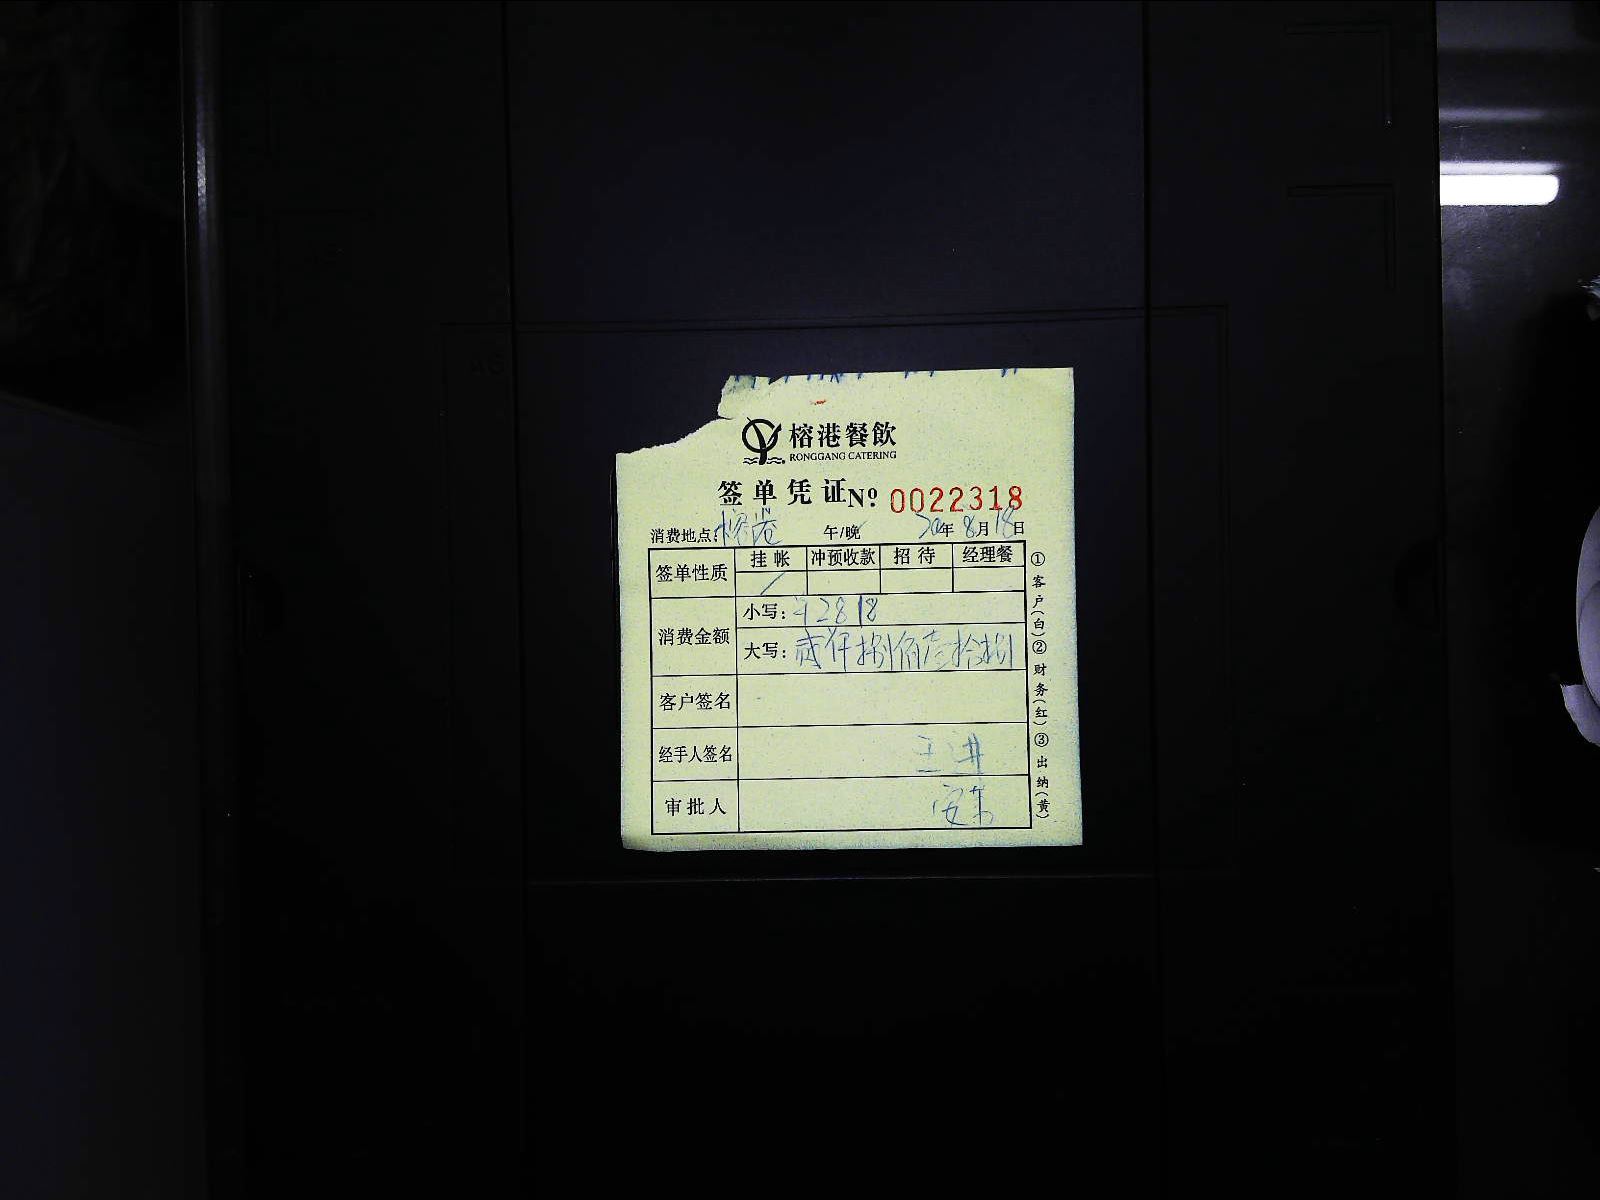 榕港餐飲
RONGGANG CATERING
签单凭证 Nº 0022318
消费地点: 榕港 午/晚 20年8月18日
签单性质 挂帐 冲预收款 招待 经理餐
消费金额 小写: ¥2818
大写: 贰仟捌佰壹拾捌
客户签名
经手人签名 王进
审批人
①客户(白)②财务(红)③出纳(黄)